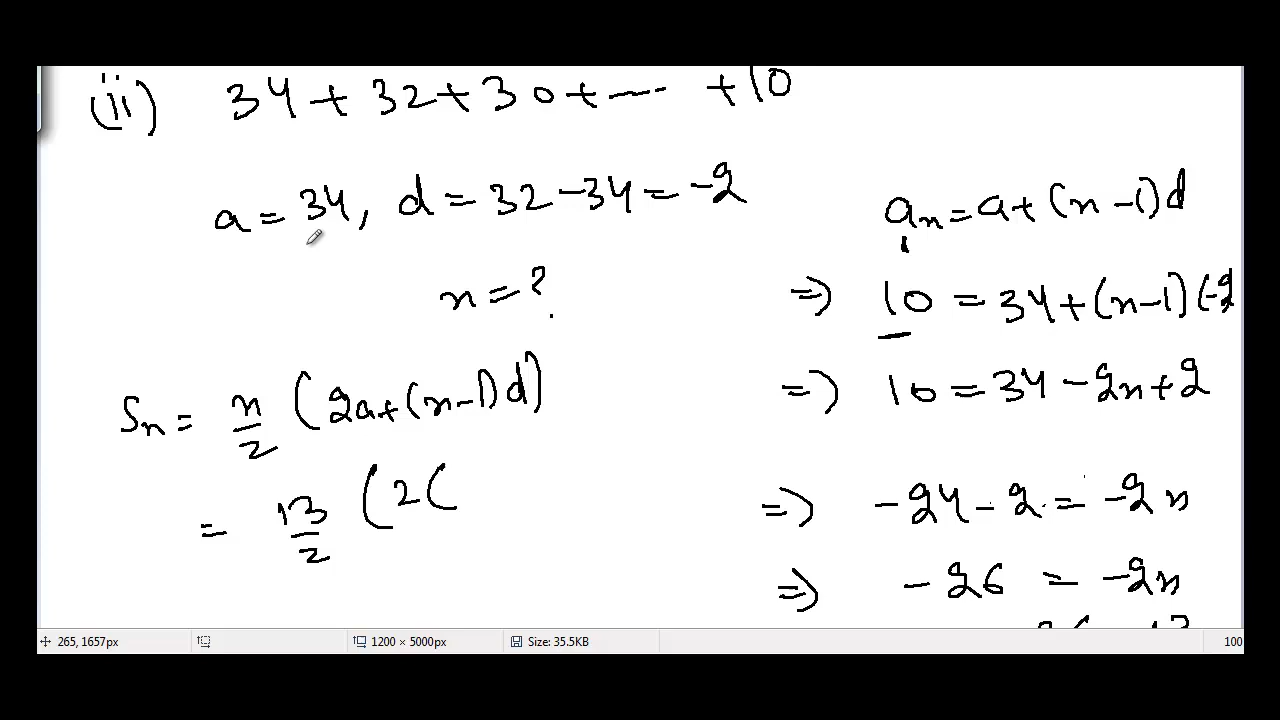 (ii) 34 + 32 + 30 + --- + 10
a = 34, d = 32 - 34 = -2
n = ?
Sn = n/2 (2a + (n-1)d)
= 13/2 (2(
an = a + (n-1)d
=) 10 = 34 + (n-1)(-2
=) 10 = 34 - 2n + 2
=) -24 - 2 = -2n
=) -26 = -2n
265, 1657px
1200 × 5000px
Size: 35.5KB
100